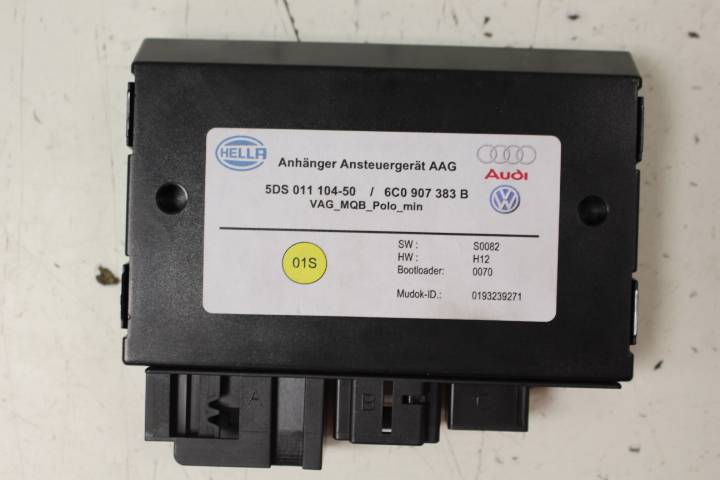 HELLA
Anhänger Ansteuergerät AAG
Audi
5DS 011 104-50 / 6C0 907 383 B
VAG_MQB_Polo_min
01S
SW : S0082
HW : H12
Bootloader: 0070
Mudok-ID.: 0193239271
A
B